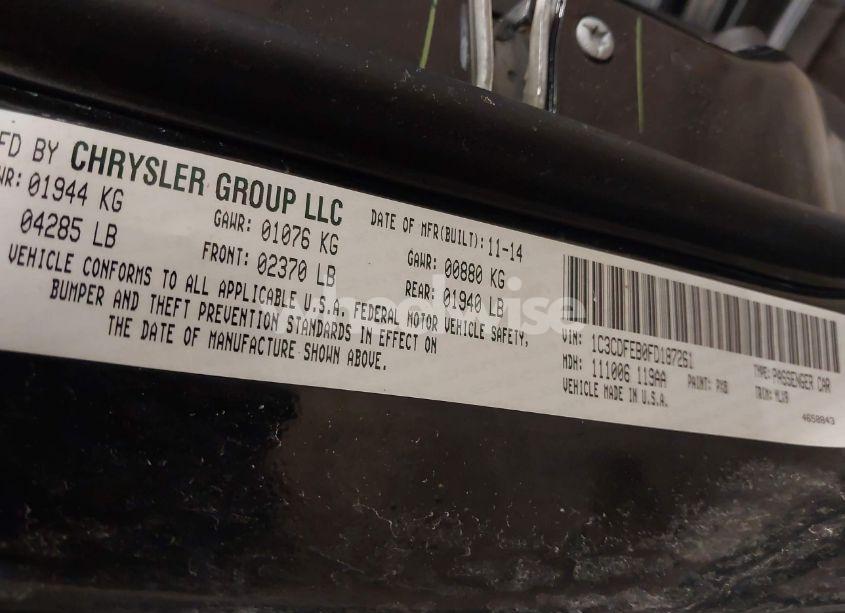 FD BY CHRYSLER GROUP LLC
WR: 01944 KG
04285 LB
GAWR: 01076 KG
FRONT: 02370 LB
DATE OF MFR(BUILT): 11-14
GAWR: 00880 KG
REAR: 01940 LB
VEHICLE CONFORMS TO ALL APPLICABLE U.S.A. FEDERAL MOTOR VEHICLE SAFETY,
BUMPER AND THEFT PREVENTION STANDARDS IN EFFECT ON
THE DATE OF MANUFACTURE SHOWN ABOVE.
VIN: 1C3CDFEB0FD187261
MDH: 111006 119AA
PAINT: PXB
TYPE: PASSENGER CAR
VEHICLE MADE IN U.S.A.
TRIM:
4658843